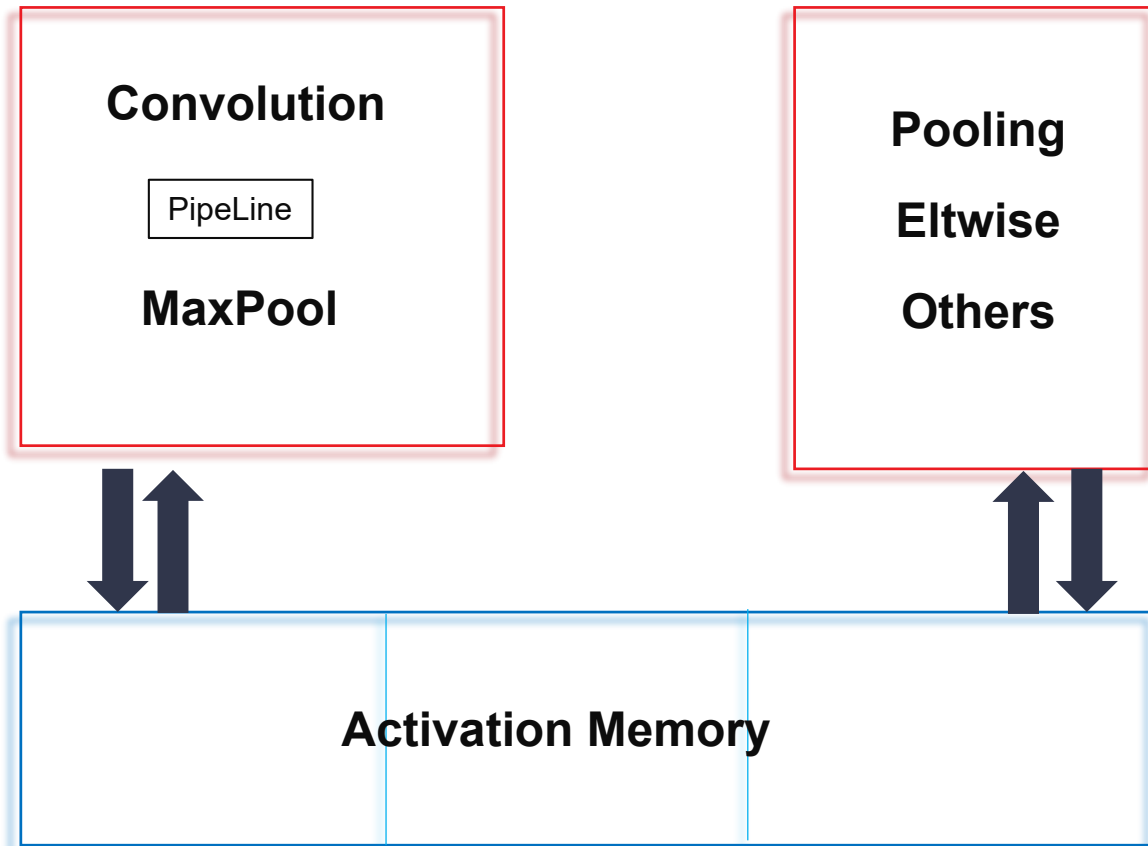 Convolution
PipeLine
MaxPool
Pooling
Eltwise
Others
Activation Memory